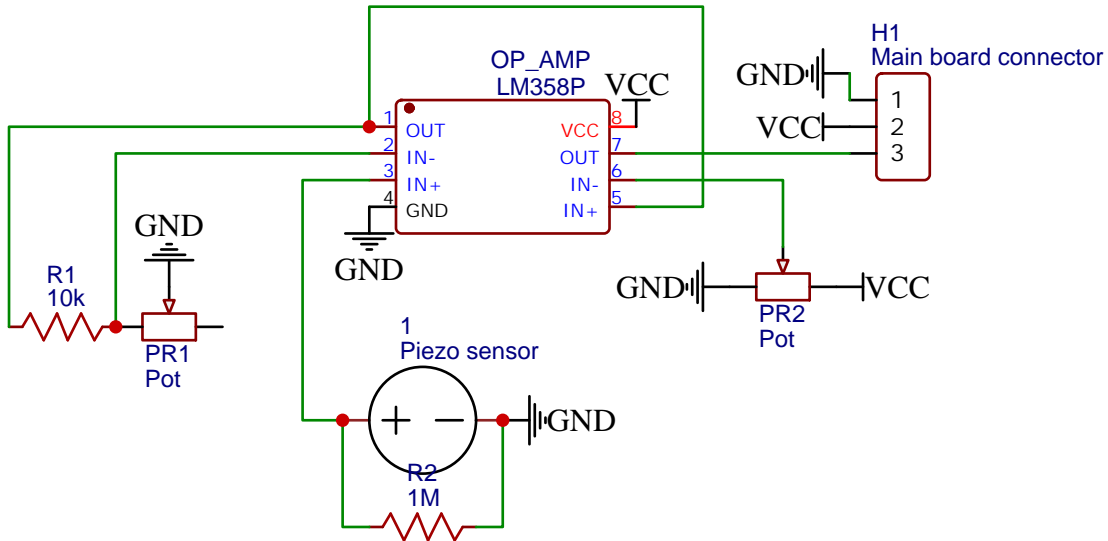 OP_AMP
LM358P
VCC
H1
Main board connector
GND
1
VCC
2
3
1
OUT
2
IN-
3
IN+
4
GND
8
VCC
7
OUT
6
IN-
5
IN+
GND
GND
R1
10k
PR1
Pot
GND
VCC
PR2
Pot
1
Piezo sensor
GND
R2
1M